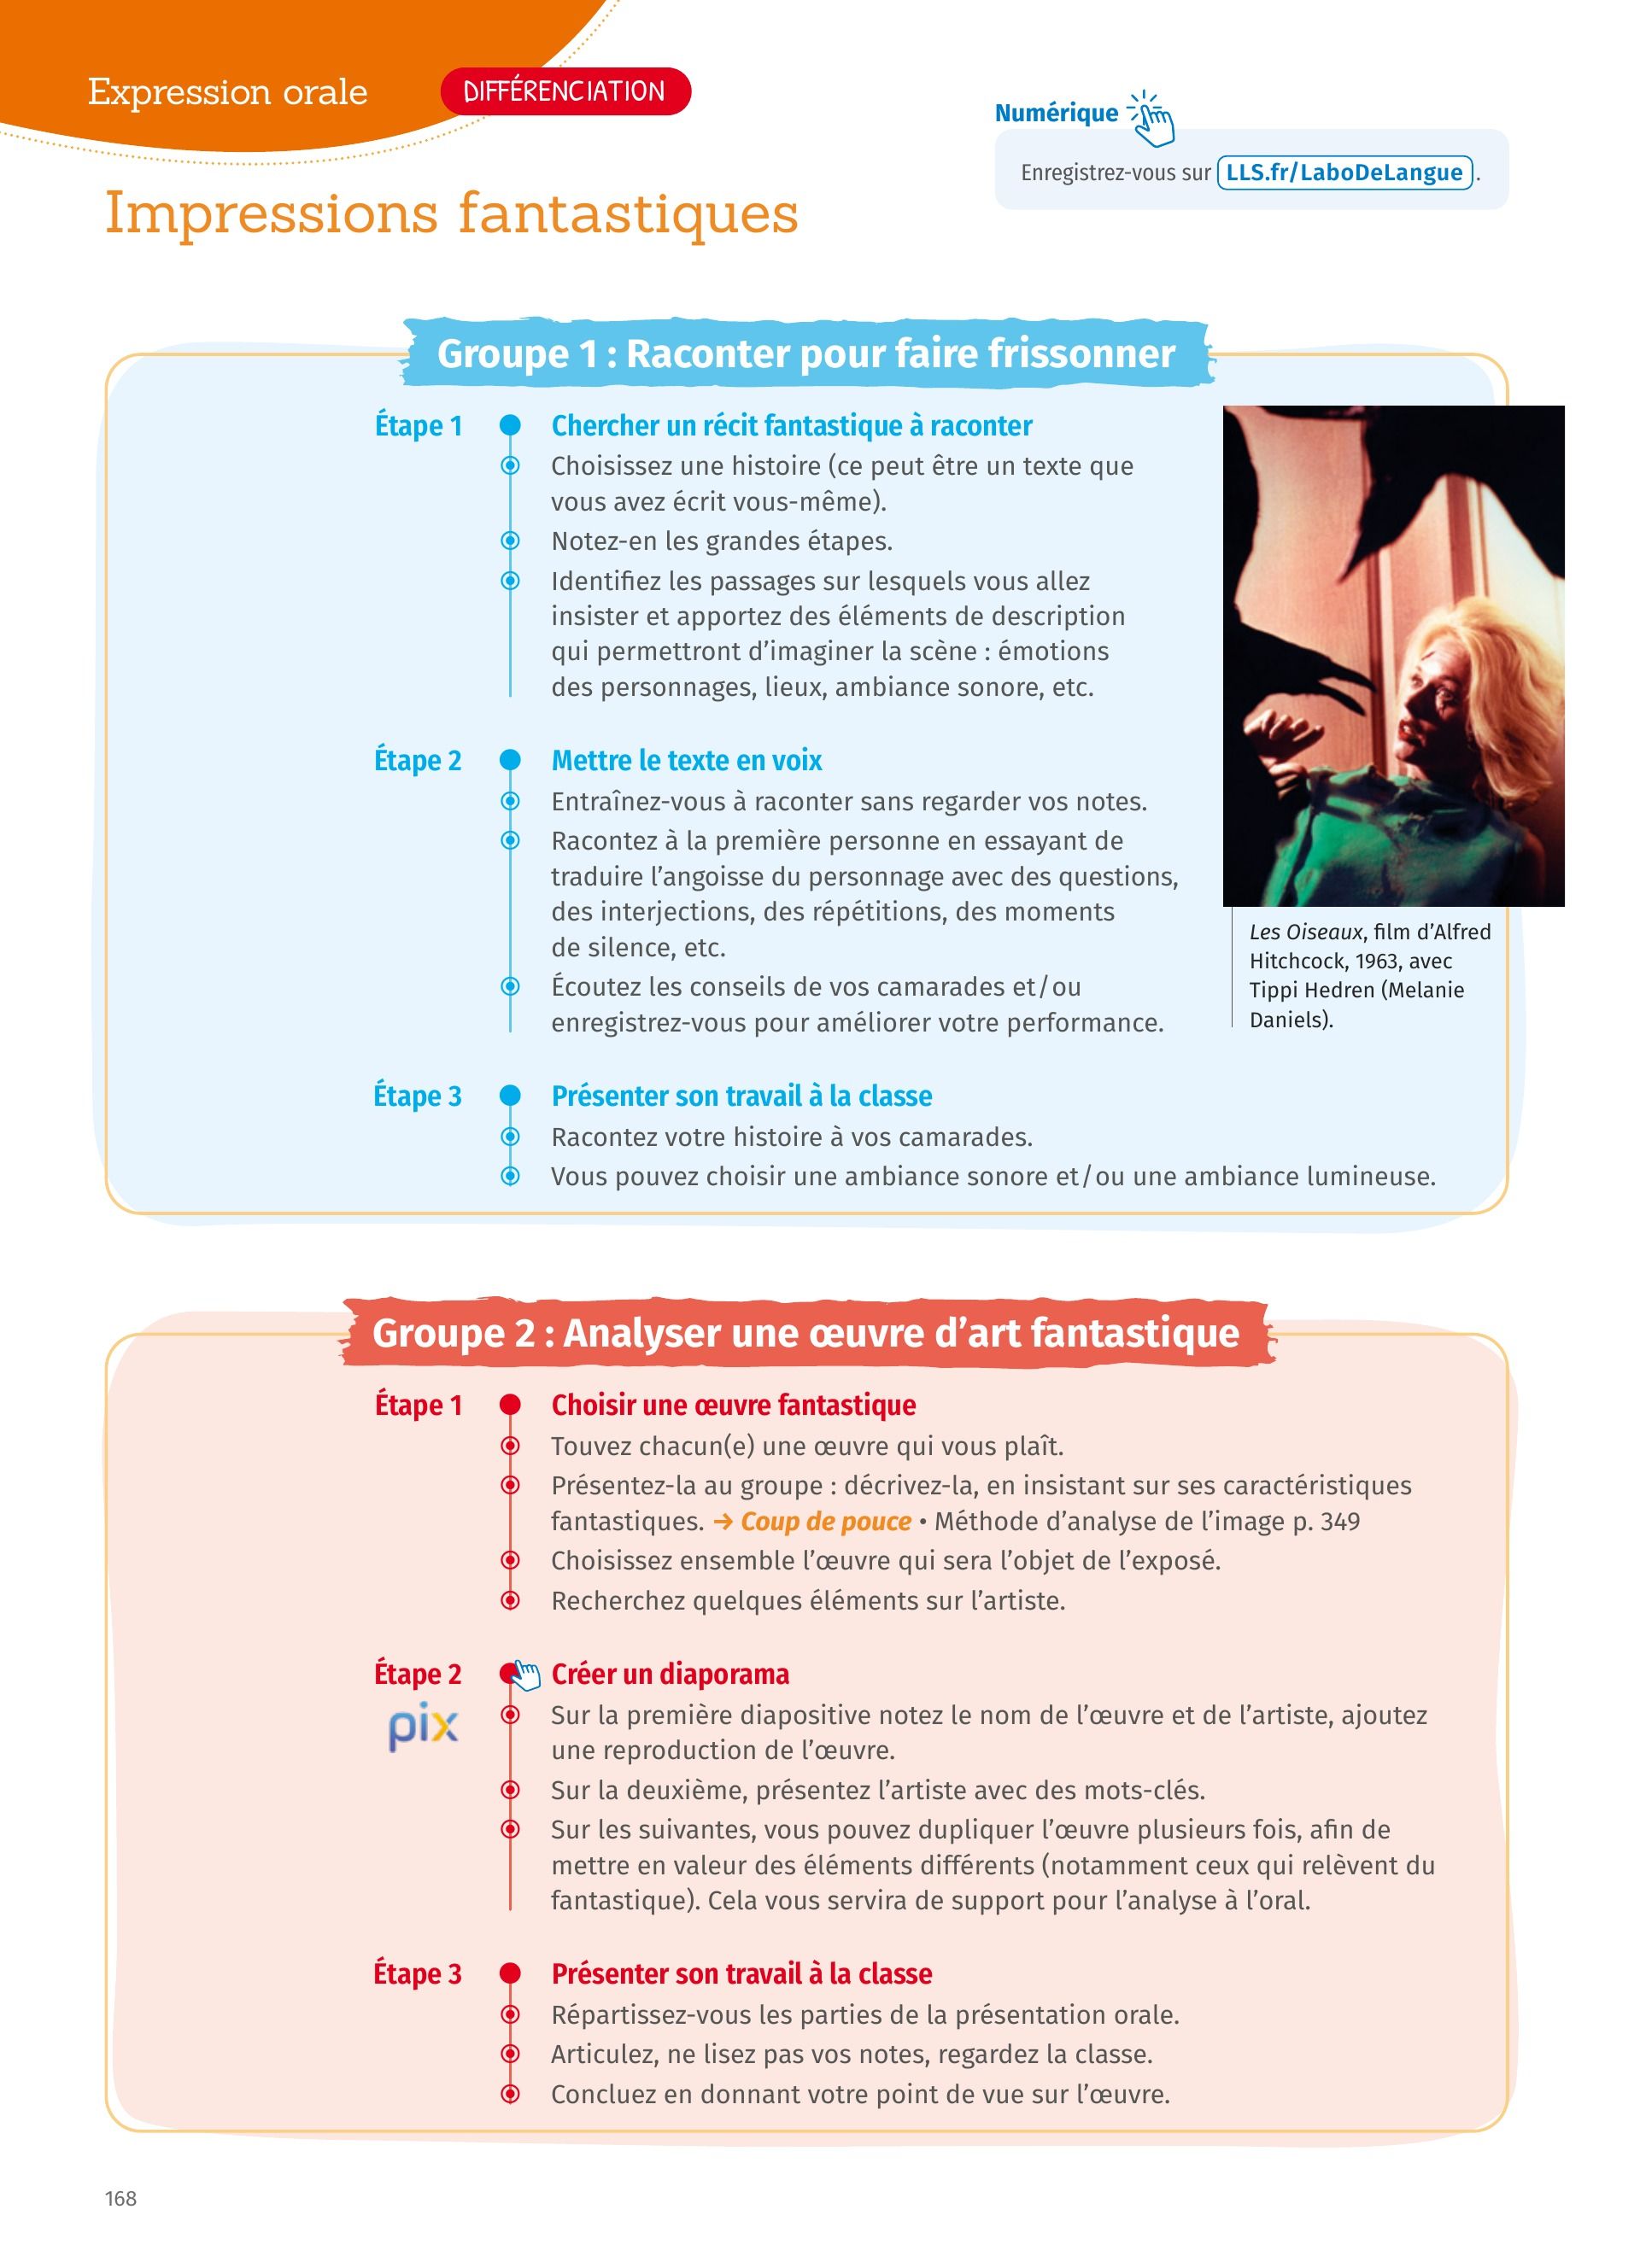 Expression orale
DIFFÉRENCIATION
Numérique
Enregistrez-vous sur LLS.fr/LaboDeLangue.
Impressions fantastiques
Groupe 1 : Raconter pour faire frissonner
Étape 1
Chercher un récit fantastique à raconter
Choisissez une histoire (ce peut être un texte que
vous avez écrit vous-même).
Notez-en les grandes étapes.
Identifiez les passages sur lesquels vous allez
insister et apportez des éléments de description
qui permettront d’imaginer la scène : émotions
des personnages, lieux, ambiance sonore, etc.
Étape 2
Mettre le texte en voix
Entraînez-vous à raconter sans regarder vos notes.
Racontez à la première personne en essayant de
traduire l’angoisse du personnage avec des questions,
des interjections, des répétitions, des moments
de silence, etc.
Écoutez les conseils de vos camarades et/ou
enregistrez-vous pour améliorer votre performance.
Les Oiseaux, film d’Alfred
Hitchcock, 1963, avec
Tippi Hedren (Melanie
Daniels).
Étape 3
Présenter son travail à la classe
Racontez votre histoire à vos camarades.
Vous pouvez choisir une ambiance sonore et/ou une ambiance lumineuse.
Groupe 2 : Analyser une œuvre d’art fantastique
Étape 1
Choisir une œuvre fantastique
Touvez chacun(e) une œuvre qui vous plaît.
Présentez-la au groupe : décrivez-la, en insistant sur ses caractéristiques
fantastiques. → Coup de pouce • Méthode d’analyse de l’image p. 349
Choisissez ensemble l’œuvre qui sera l’objet de l’exposé.
Recherchez quelques éléments sur l’artiste.
Étape 2
pix
Créer un diaporama
Sur la première diapositive notez le nom de l’œuvre et de l’artiste, ajoutez
une reproduction de l’œuvre.
Sur la deuxième, présentez l’artiste avec des mots-clés.
Sur les suivantes, vous pouvez dupliquer l’œuvre plusieurs fois, afin de
mettre en valeur des éléments différents (notamment ceux qui relèvent du
fantastique). Cela vous servira de support pour l’analyse à l’oral.
Étape 3
Présenter son travail à la classe
Répartissez-vous les parties de la présentation orale.
Articulez, ne lisez pas vos notes, regardez la classe.
Concluez en donnant votre point de vue sur l’œuvre.
168